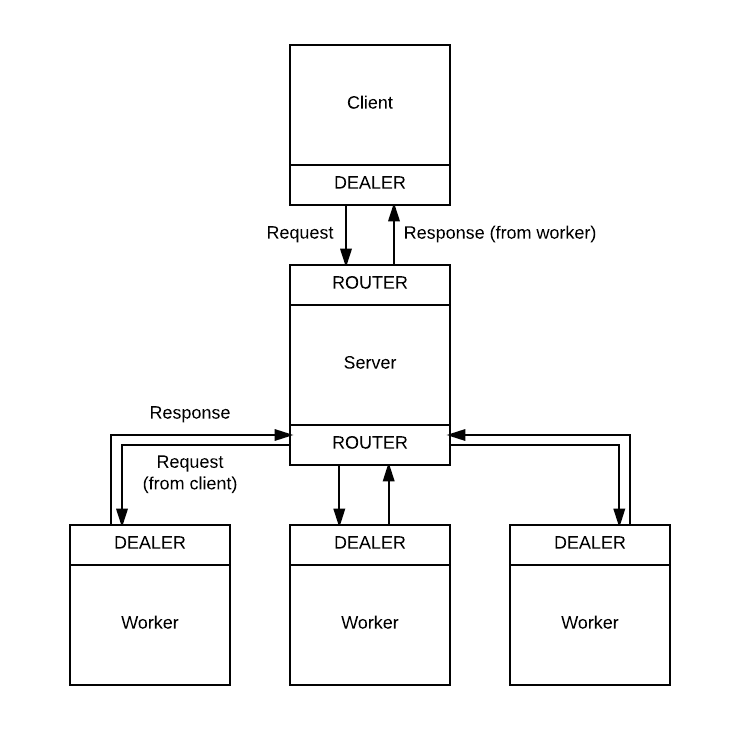 Client
DEALER
Request
Response (from worker)
ROUTER
Server
Response
ROUTER
Request
(from client)
DEALER
DEALER
DEALER
Worker
Worker
Worker